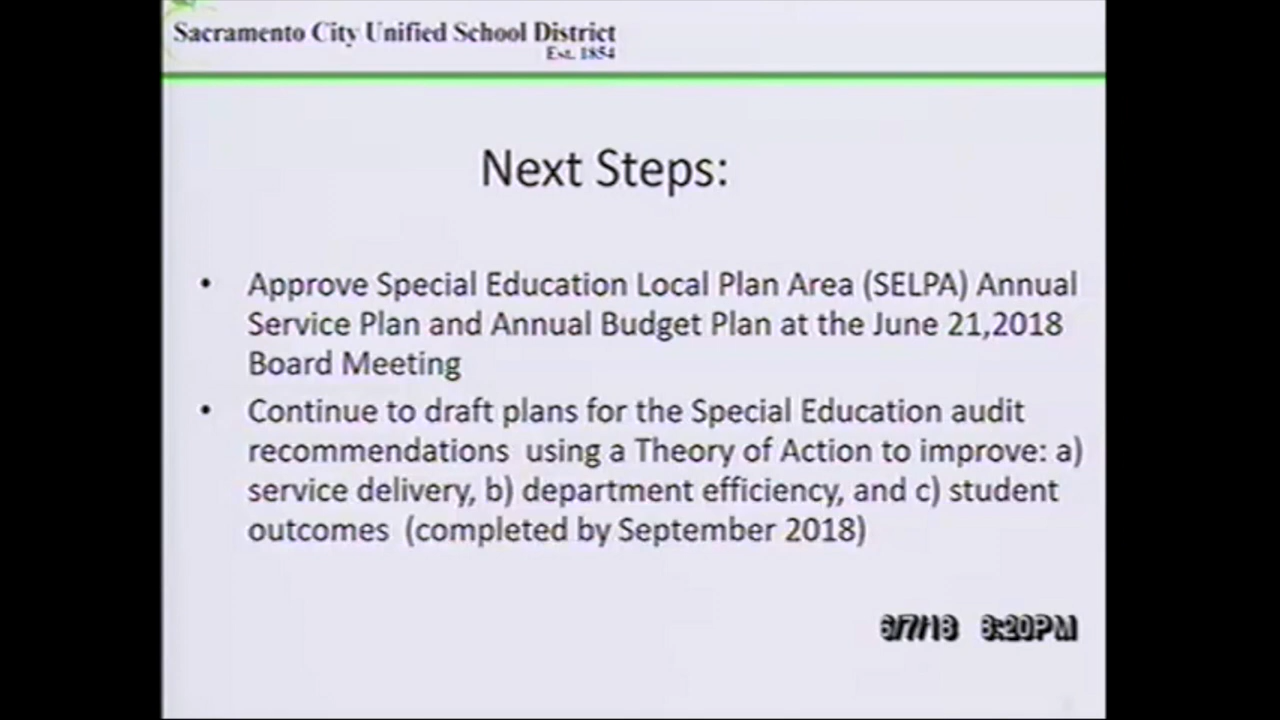 Sacramento City Unified School District
Est. 1854
Next Steps:
• Approve Special Education Local Plan Area (SELPA) Annual
Service Plan and Annual Budget Plan at the June 21,2018
Board Meeting
• Continue to draft plans for the Special Education audit
recommendations using a Theory of Action to improve: a)
service delivery, b) department efficiency, and c) student
outcomes (completed by September 2018)
6/7/18 8:20PM